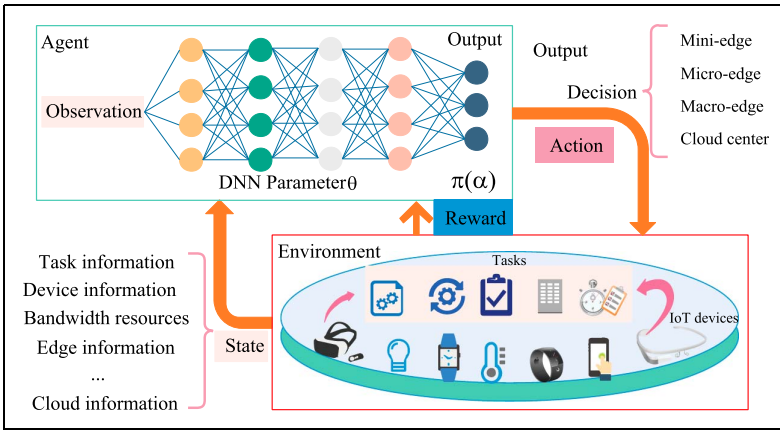 Agent
Output
Observation
DNN Parameterθ
π(α)
Output
Decision
Mini-edge
Micro-edge
Macro-edge
Cloud center
Action
Reward
Environment
Tasks
IoT devices
Task information
Device information
Bandwidth resources
Edge information
...
Cloud information
State